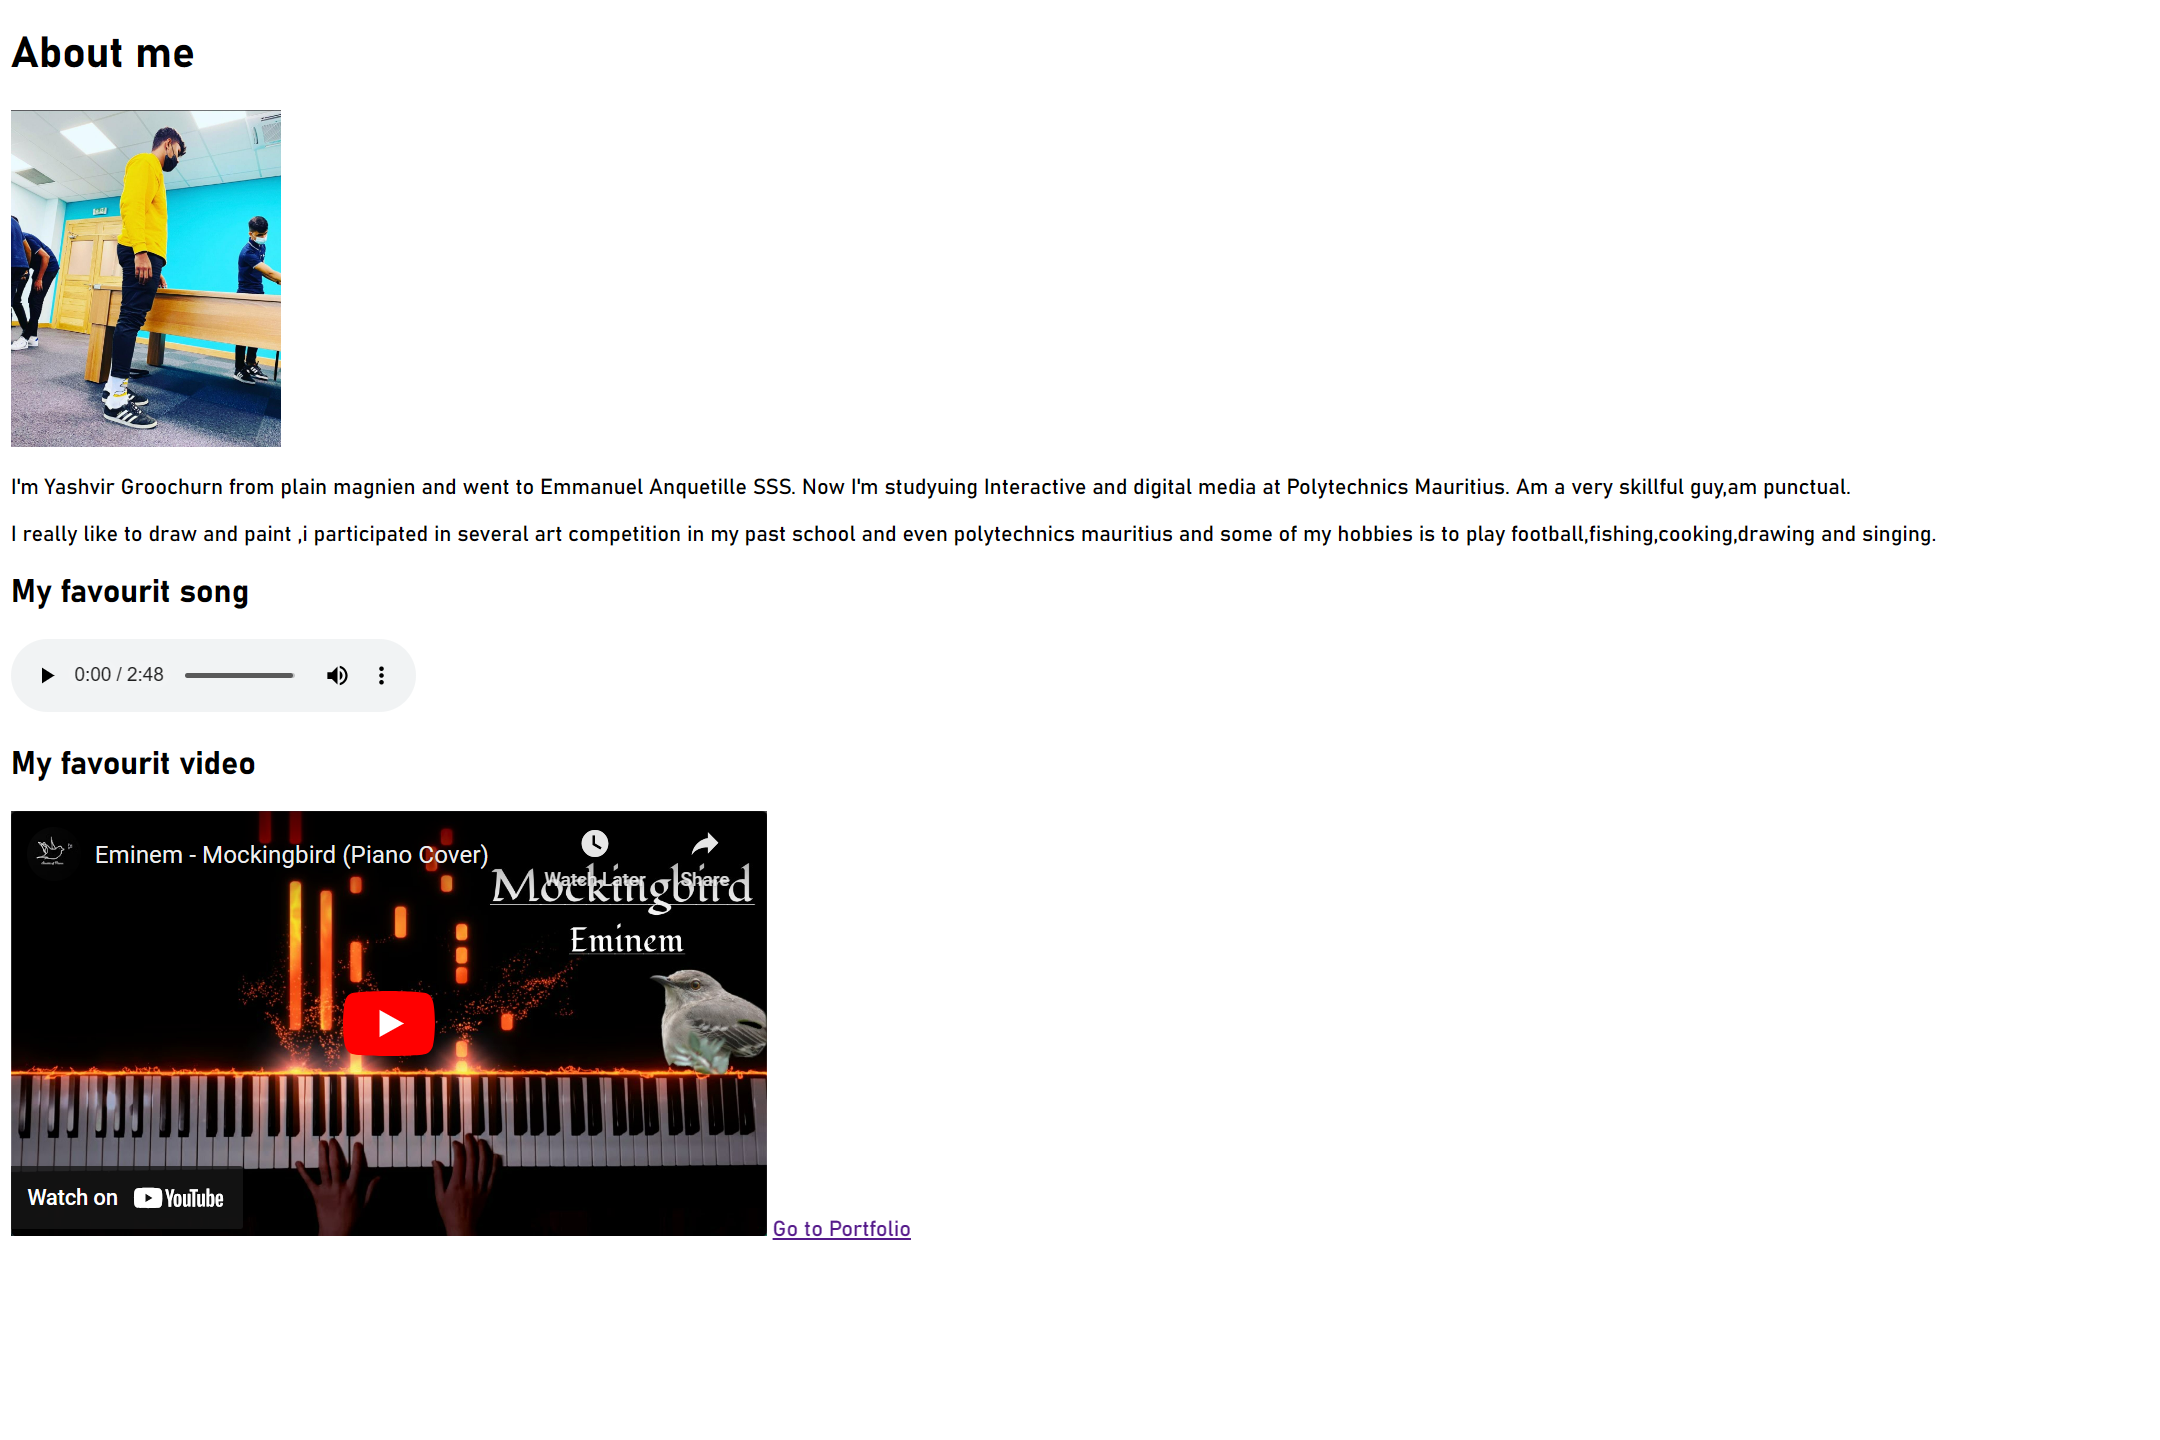 About me
I'm Yashvir Groochurn from plain magnien and went to Emmanuel Anquetille SSS. Now I'm studyuing Interactive and digital media at Polytechnics Mauritius. Am a very skillful guy,am punctual.
I really like to draw and paint ,i participated in several art competition in my past school and even polytechnics mauritius and some of my hobbies is to play football,fishing,cooking,drawing and singing.
My favourit song
0:00 / 2:48
My favourit video
Eminem - Mockingbird (Piano Cover)
Watch Later Share
Mockingbird
Eminem
Watch on YouTube
Go to Portfolio